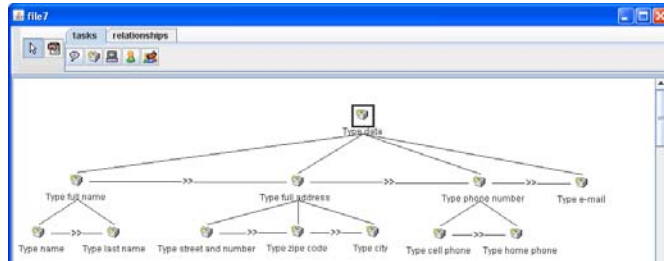 file7
tasks relationships
Type data
>> >> >>
Type full name Type full address Type phone number Type e-mail
>> >> >> >>
Type name Type last name Type street and number Type zipe code Type city Type cell phone Type home phone